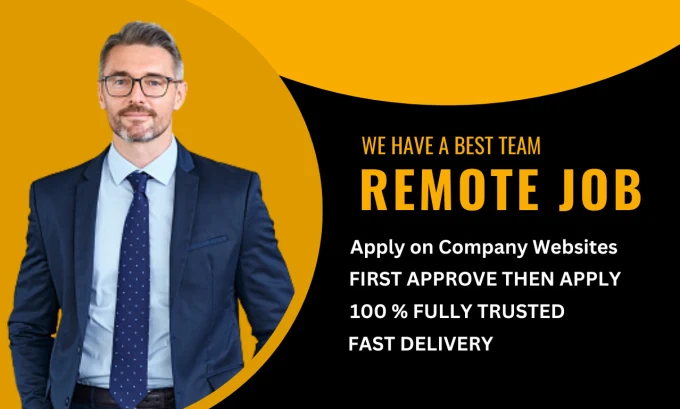 WE HAVE A BEST TEAM
REMOTE JOB
Apply on Company Websites
FIRST APPROVE THEN APPLY
100 % FULLY TRUSTED
FAST DELIVERY